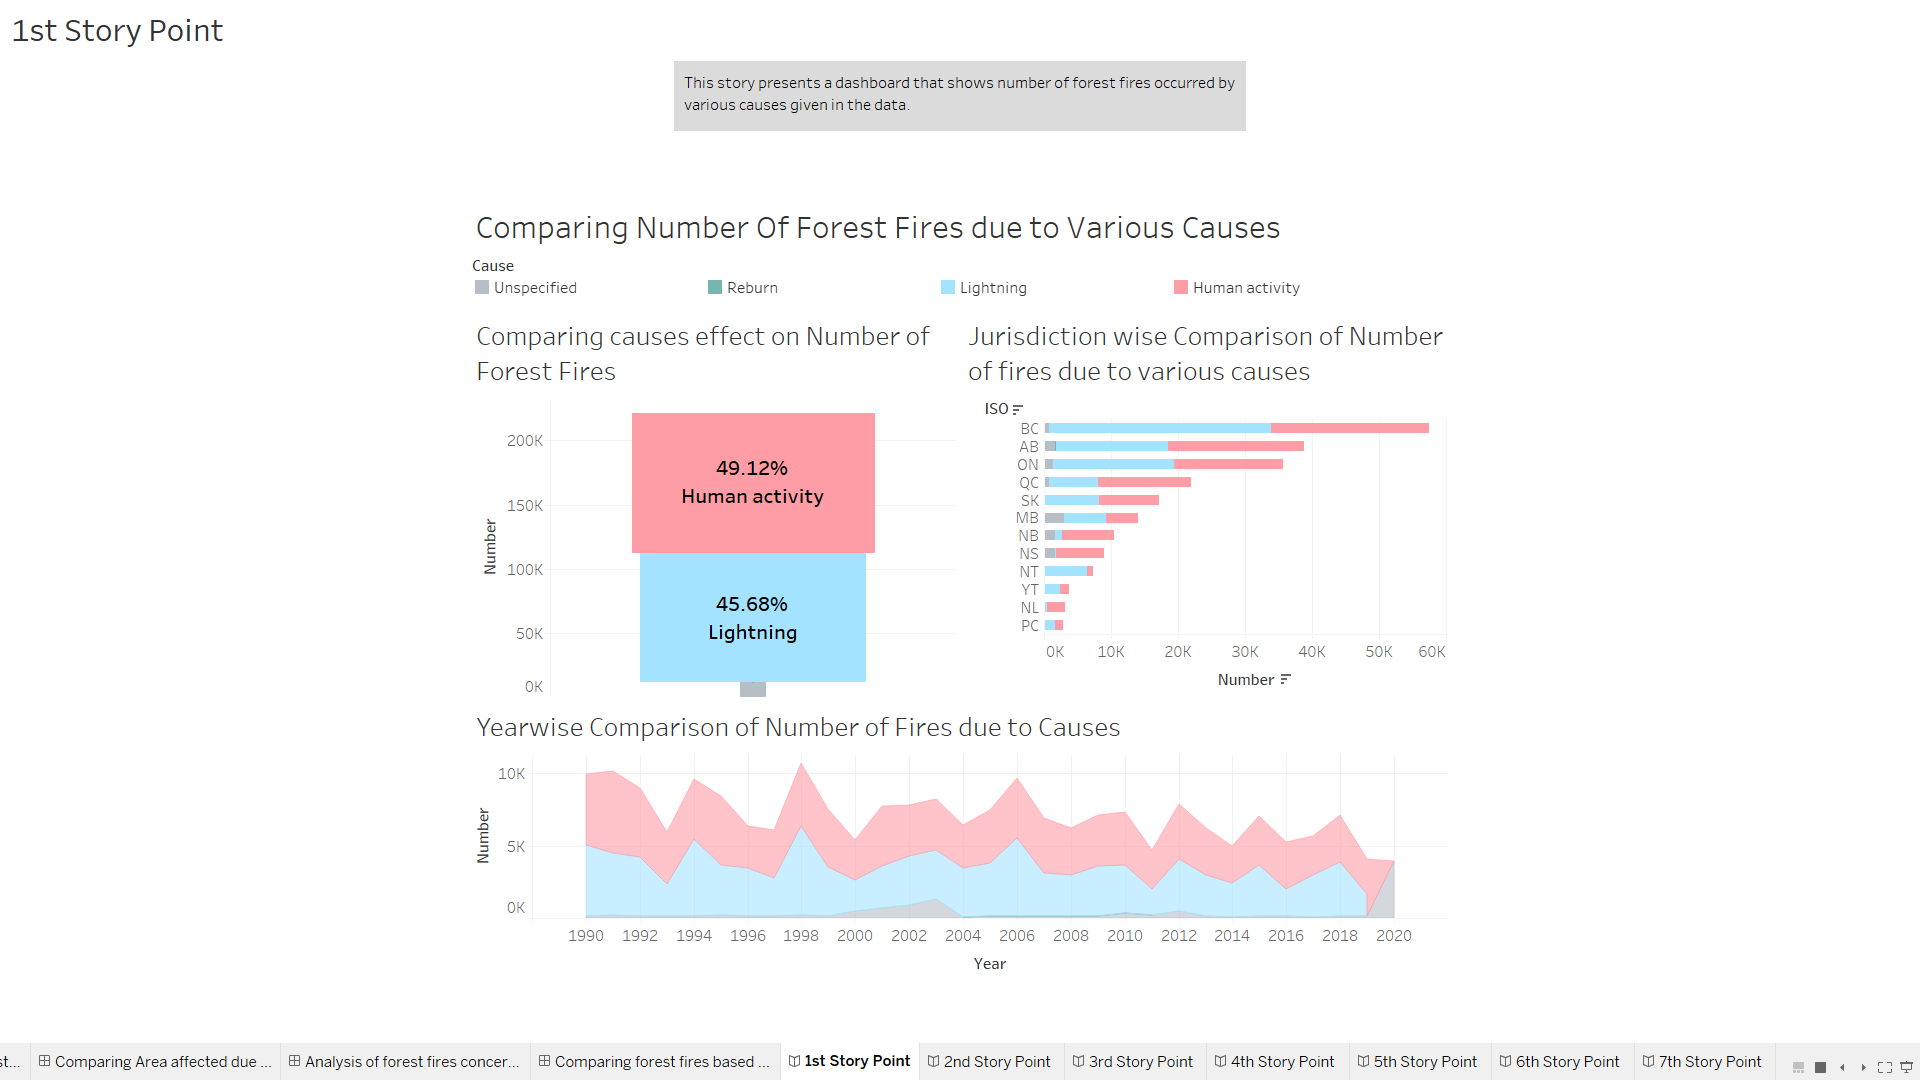 1st Story Point
This story presents a dashboard that shows number of forest fires occurred by
various causes given in the data.
Comparing Number Of Forest Fires due to Various Causes
Cause
Unspecified
Reburn
Lightning
Human activity
Comparing causes effect on Number of
Forest Fires
200K
150K
100K
50K
0K
Number
49.12%
Human activity
45.68%
Lightning
Jurisdiction wise Comparison of Number
of fires due to various causes
ISO
BC
AB
ON
QC
SK
MB
NB
NS
NT
YT
NL
PC
0K 10K 20K 30K 40K 50K 60K
Number
Yearwise Comparison of Number of Fires due to Causes
10K
5K
0K
Number
1990 1992 1994 1996 1998 2000 2002 2004 2006 2008 2010 2012 2014 2016 2018 2020
Year
st...
Comparing Area affected due ...
Analysis of forest fires concer...
Comparing forest fires based ...
1st Story Point
2nd Story Point
3rd Story Point
4th Story Point
5th Story Point
6th Story Point
7th Story Point